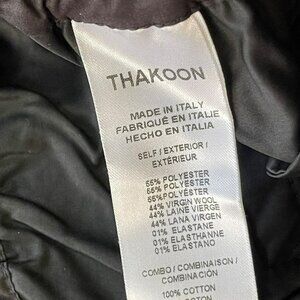 THAKOON
MADE IN ITALY
FABRIQUÉ EN ITALIE
HECHO EN ITALIA
SELF / EXTERIOR /
EXTÉRIEUR
55% POLYESTER
55% POLYESTER
55% POLYESTER
44% VIRGIN WOOL
44% LAINE VIERGE
44% LANA VIRGEN
01% ELASTANE
01% ELASTHANNE
01% ELASTANO
COMBO / COMBINAISON /
COMBINACIÓN
100% COTTON